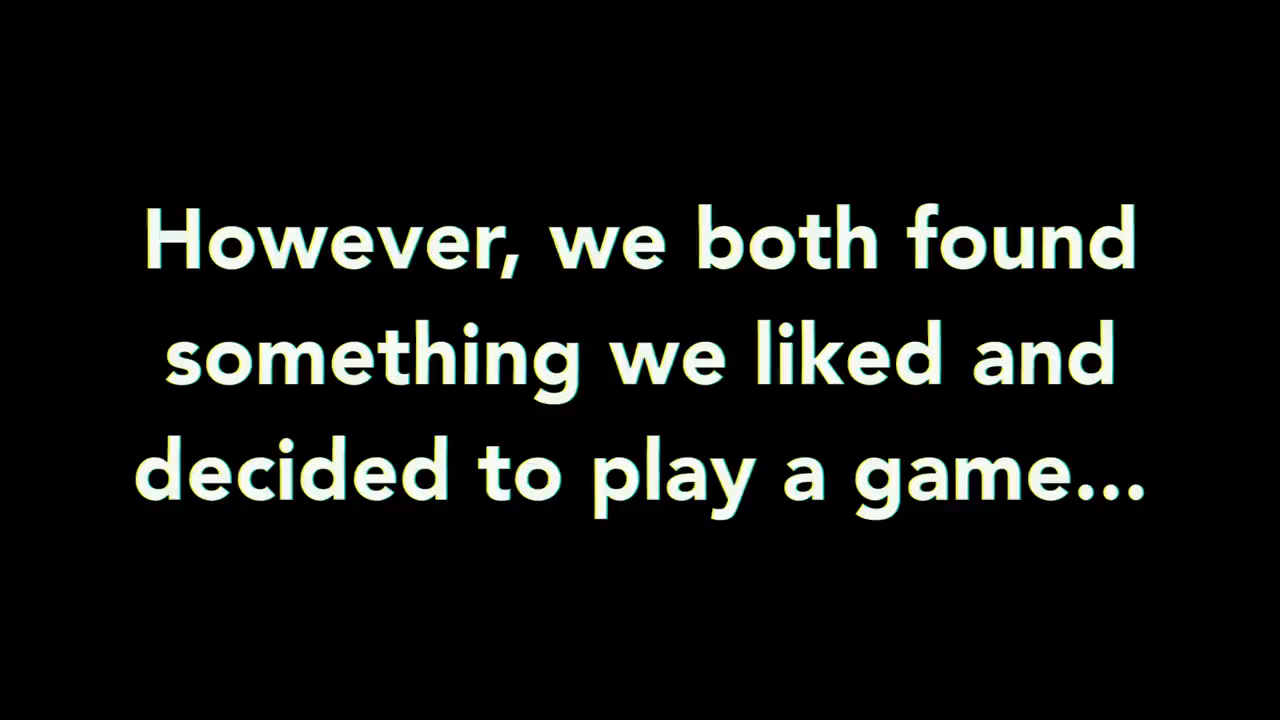 However, we both found
something we liked and
decided to play a game...